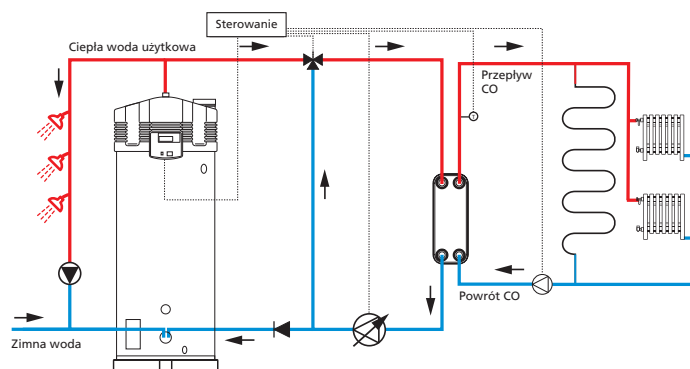 Sterowanie
Ciepła woda użytkowa
Przepływ
CO
T
Powrót CO
Zimna woda